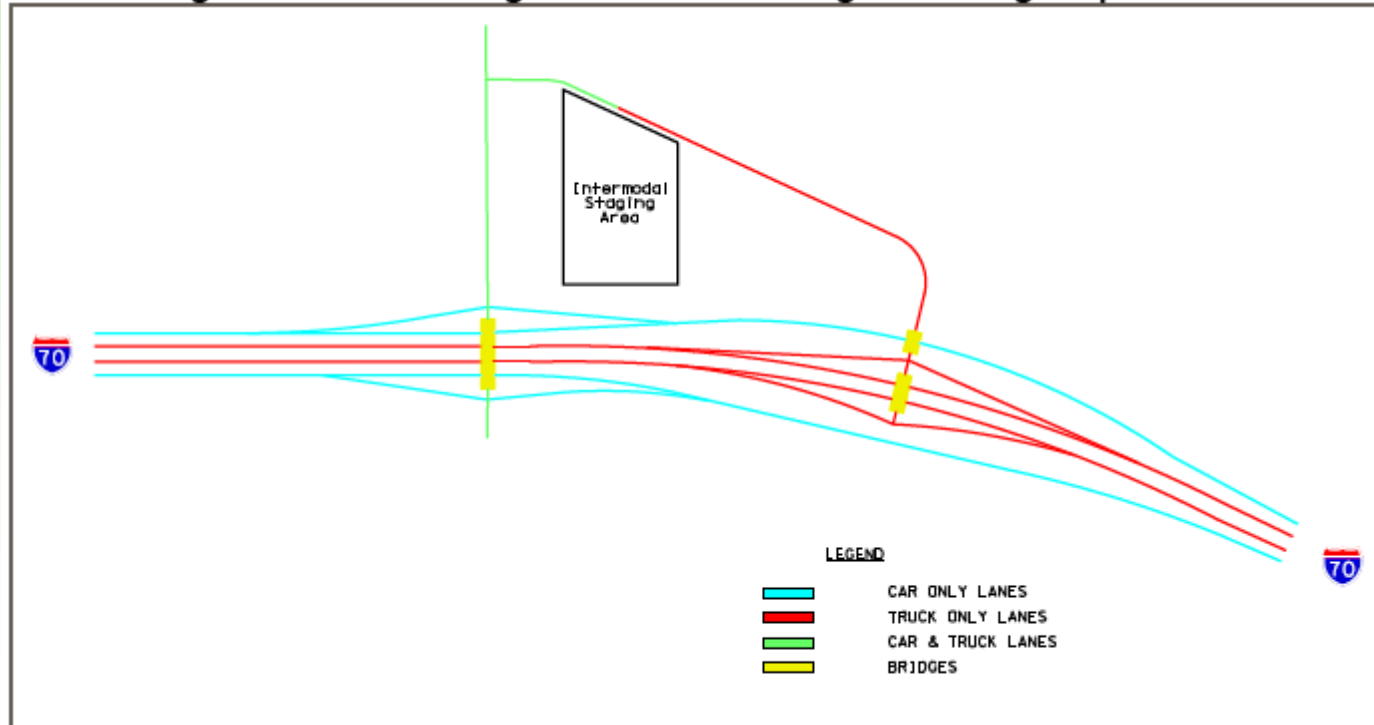 Intermodal
Staging
Area
70
70
LEGEND
CAR ONLY LANES
TRUCK ONLY LANES
CAR & TRUCK LANES
BRIDGES